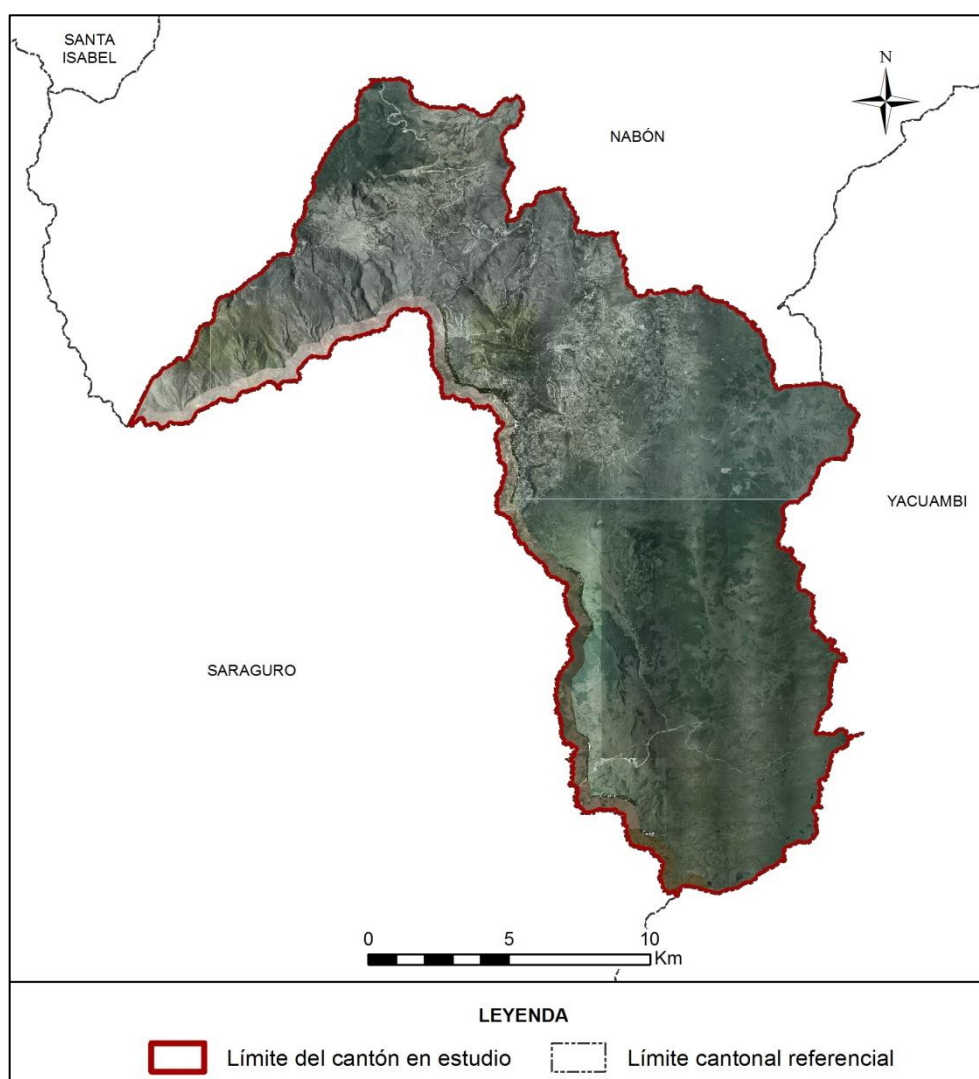 SANTA
ISABEL
N
NABÓN
YACUAMBI
SARAGURO
0 5 10
Km
LEYENDA
Límite del cantón en estudio Límite cantonal referencial